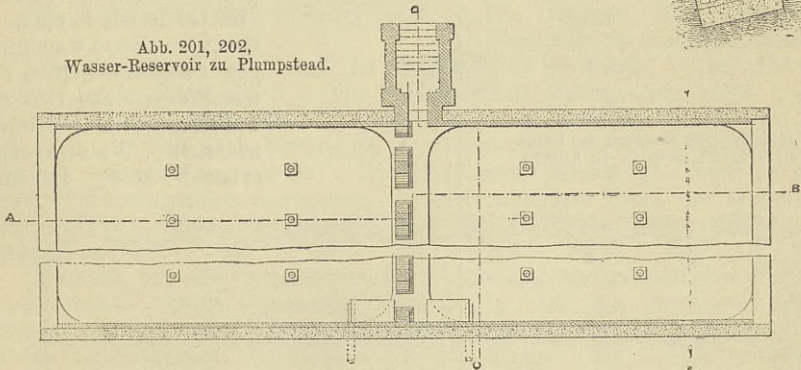 Abb. 201, 202,
Wasser-Reservoir zu Plumpstead.
A
B
C